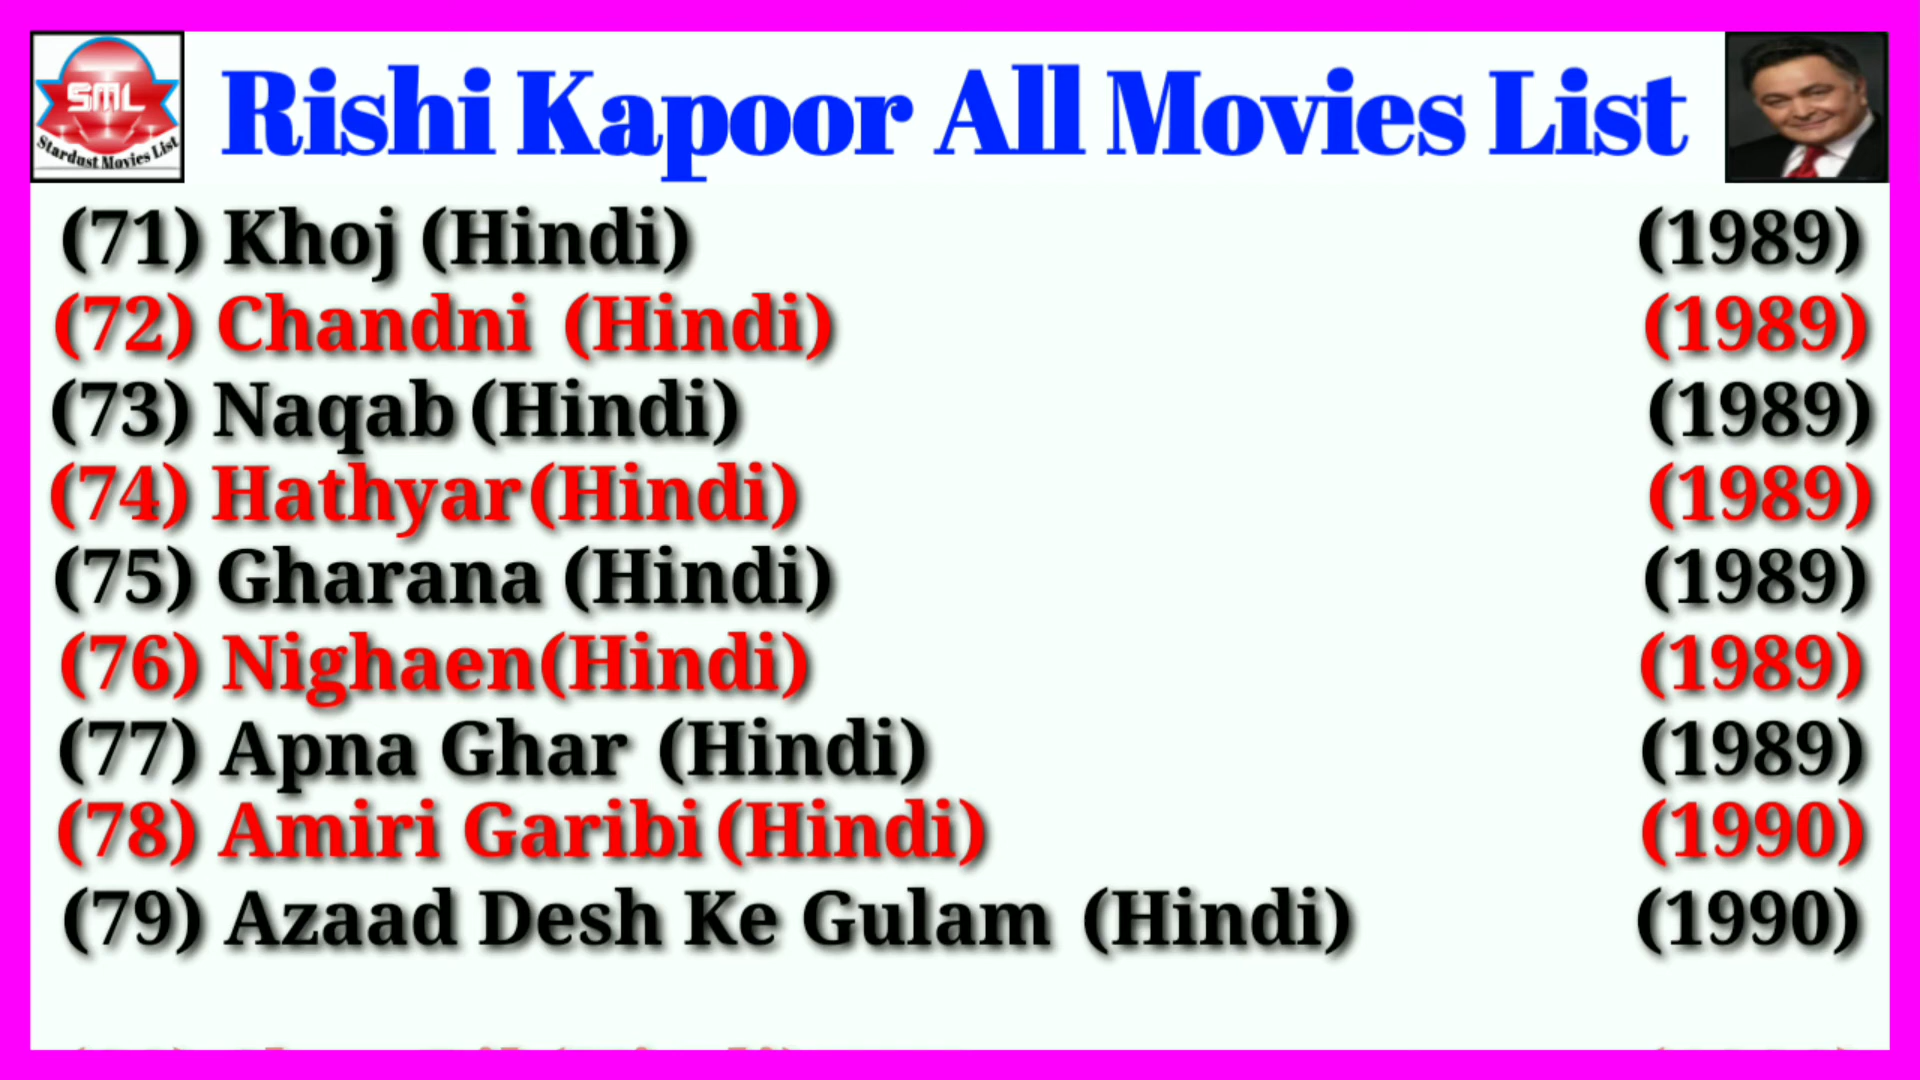 SML
Stardust Movies List
Rishi Kapoor All Movies List
(71) Khoj (Hindi) (1989)
(72) Chandni (Hindi) (1989)
(73) Naqab (Hindi) (1989)
(74) Hathyar(Hindi) (1989)
(75) Gharana (Hindi) (1989)
(76) Nighaen(Hindi) (1989)
(77) Apna Ghar (Hindi) (1989)
(78) Amiri Garibi (Hindi) (1990)
(79) Azaad Desh Ke Gulam (Hindi) (1990)